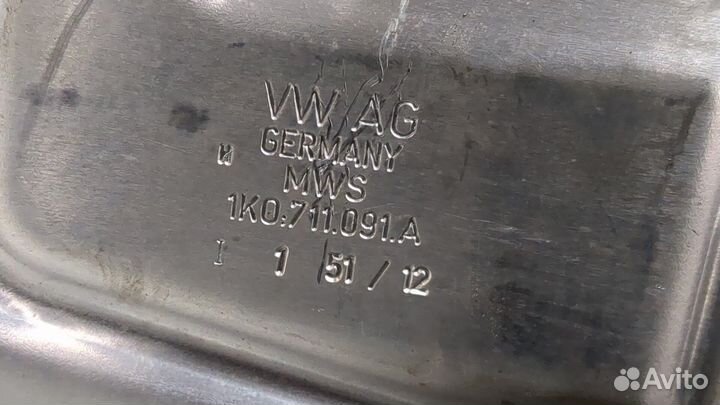 VW AG
GERMANY
и
MWS
1K0.711.091.A
I 1 51 / 12
Avito